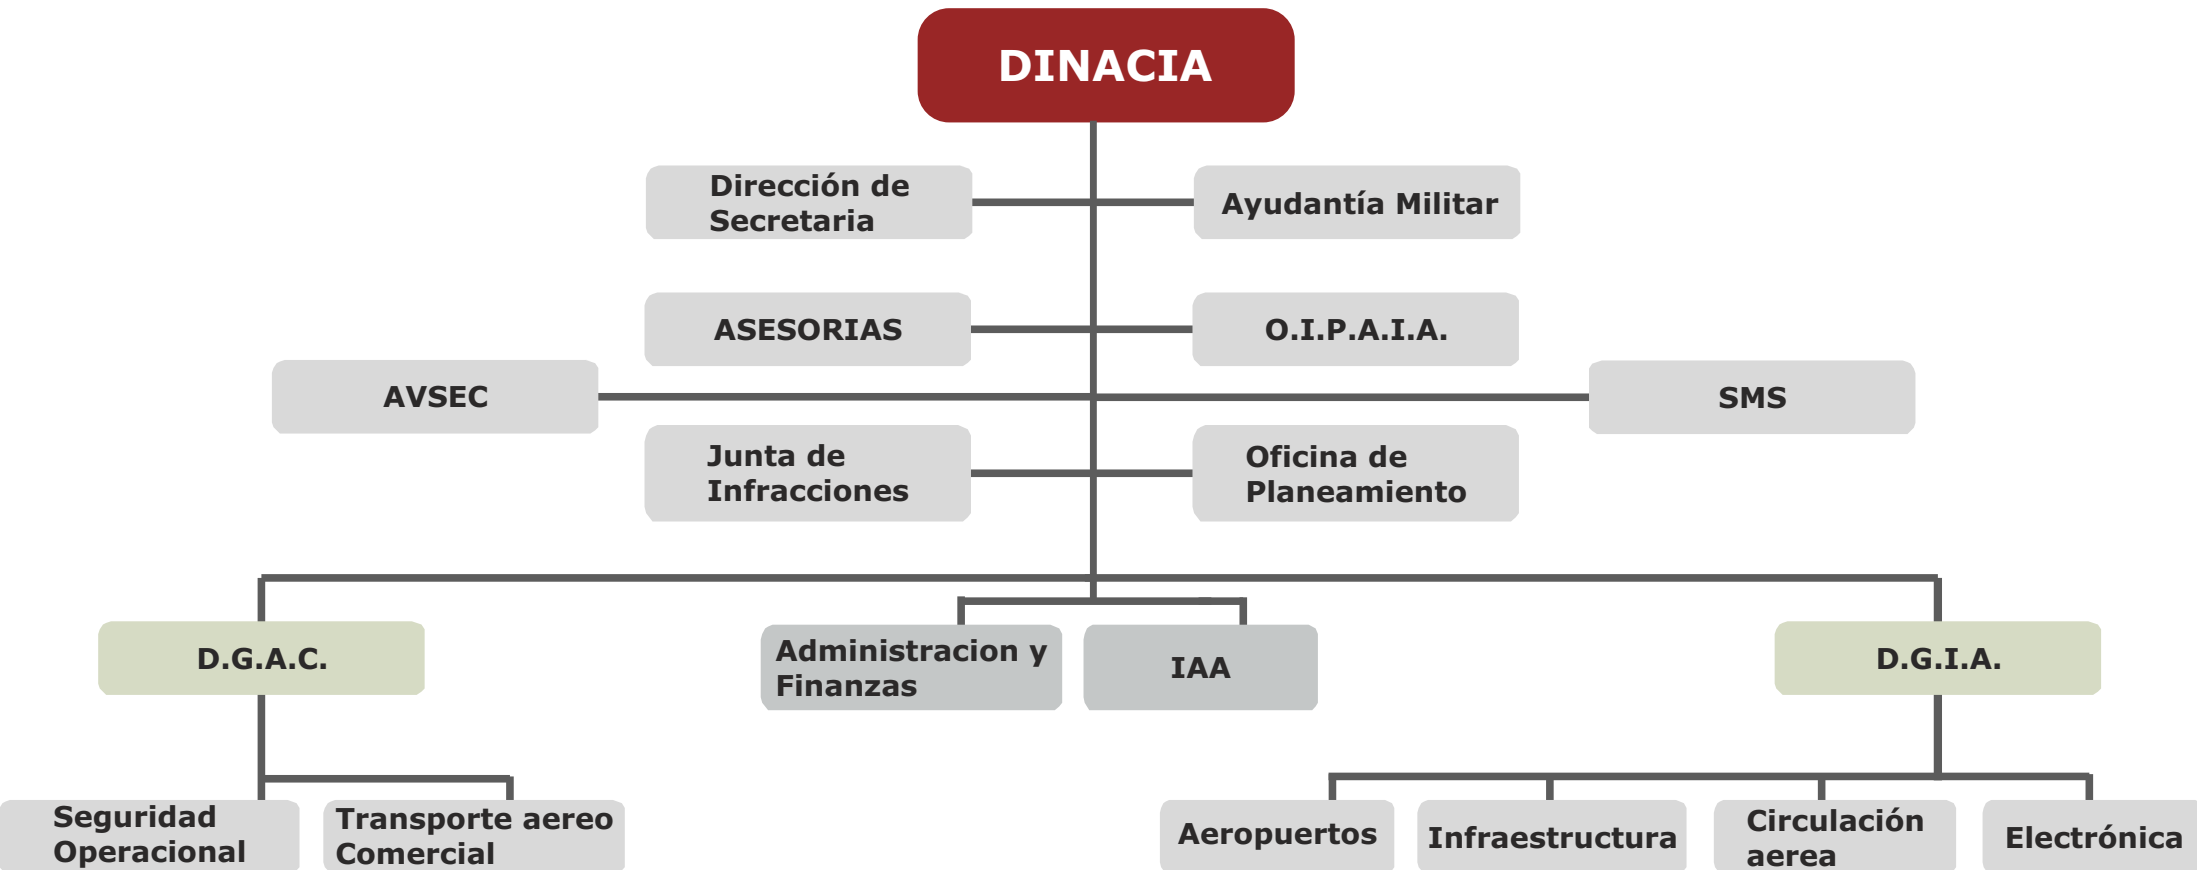 DINACIA
Dirección de
Secretaria
Ayudantía Militar
ASESORIAS
O.I.P.A.I.A.
AVSEC
SMS
Junta de
Infracciones
Oficina de
Planeamiento
D.G.A.C.
Administracion y
Finanzas
IAA
D.G.I.A.
Seguridad
Operacional
Transporte aereo
Comercial
Aeropuertos
Infraestructura
Circulación
aerea
Electrónica